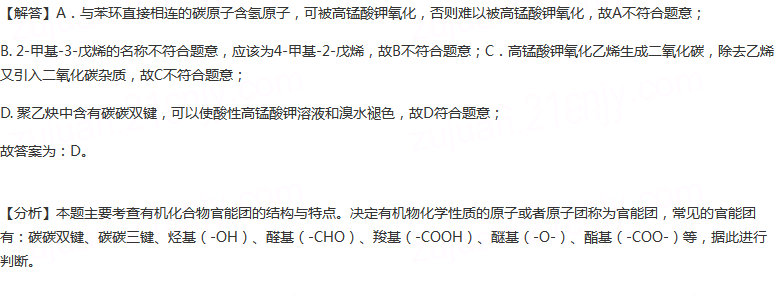 【解答】A．与苯环直接相连的碳原子含氢原子，可被高锰酸钾氧化，否则难以被高锰酸钾氧化，故A不符合题意；
B. 2-甲基-3-戊烯的名称不符合题意，应该为4-甲基-2-戊烯，故B不符合题意；C．高锰酸钾氧化乙烯生成二氧化碳，除去乙烯
又引入二氧化碳杂质，故C不符合题意；
D. 聚乙炔中含有碳碳双键，可以使酸性高锰酸钾溶液和溴水褪色，故D符合题意；
故答案为：D。
【分析】本题主要考查有机化合物官能团的结构与特点。决定有机物化学性质的原子或者原子团称为官能团，常见的官能团
有：碳碳双键、碳碳三键、烃基（-OH）、醛基（-CHO）、羧基（-COOH）、醚基（-O-）、酯基（-COO-）等，据此进行
判断。